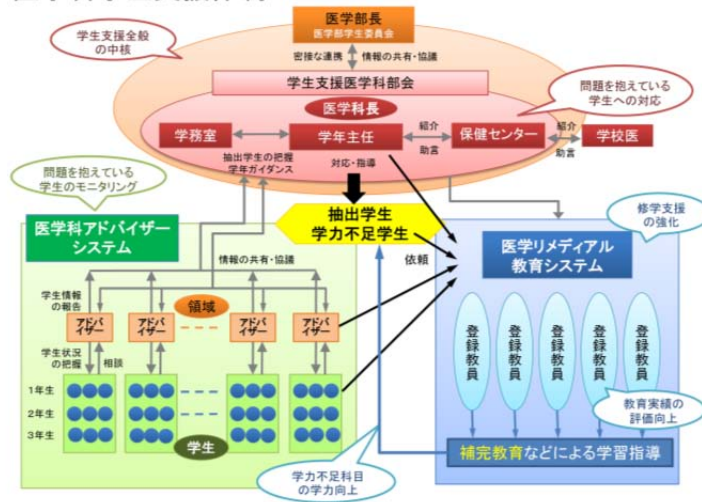 医学部長
医学部学生委員会
学生支援全般
の中核
密接な連携
情報の共有・協議
学生支援医学科部会
医学科長
問題を抱えている
学生への対応
学務室
学年主任
紹介
助言
保健センター
紹介
助言
学校医
抽出学生の把握
学年ガイダンス
対応・指導
問題を抱えている
学生のモニタリング
抽出学生
学力不足学生
修学支援
の強化
医学科アドバイザー
システム
情報の共有・協議
依頼
医学リメディアル
教育システム
学生情報
の報告
領域
アドバイザー
アドバイザー
アドバイザー
アドバイザー
登録教員
登録教員
登録教員
登録教員
登録教員
学生状況
の把握
相談
1年生
2年生
3年生
学生
教育実績の
評価向上
補完教育などによる学習指導
学力不足科目
の学力向上